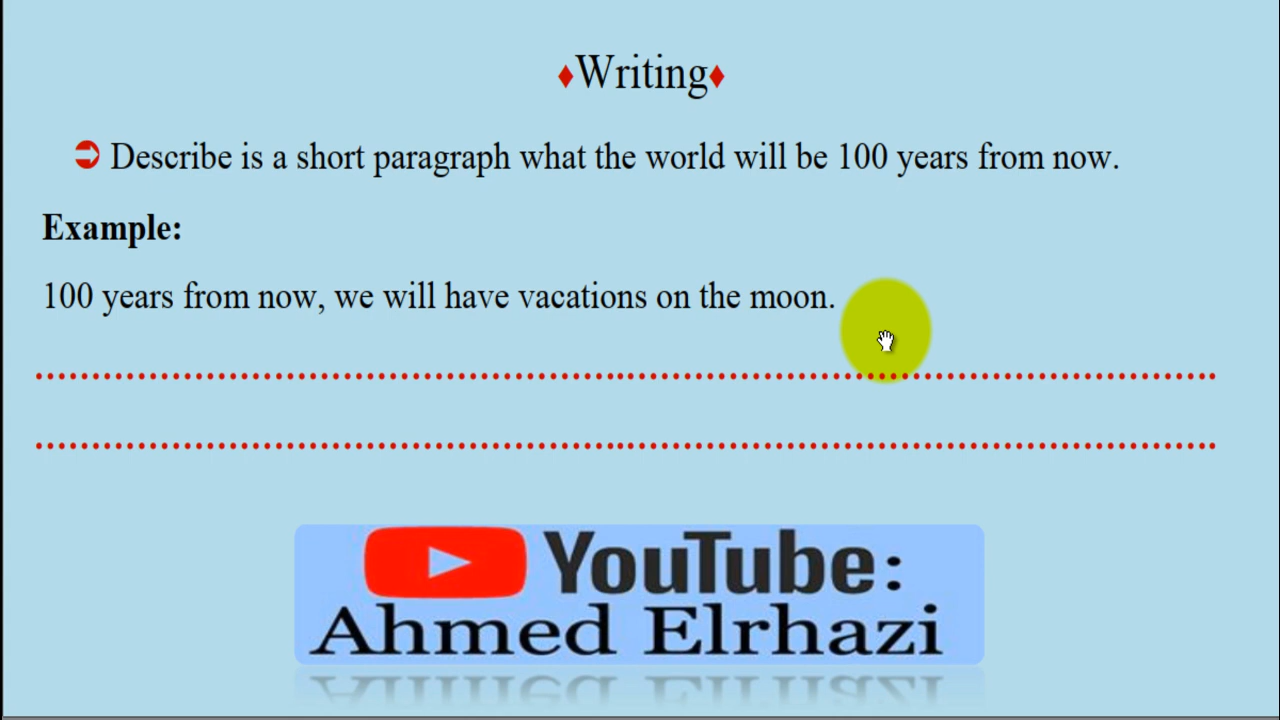 ♦Writing♦
➲ Describe is a short paragraph what the world will be 100 years from now.
Example:
100 years from now, we will have vacations on the moon.
................................................................................................................................
................................................................................................................................
YouTube:
Ahmed Elrhazi